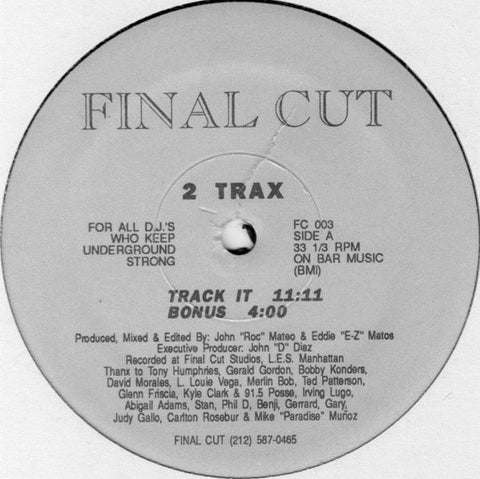 FINAL CUT
2 TRAX
FOR ALL D.J.'S
WHO KEEP
UNDERGROUND
STRONG
FC 003
SIDE A
33 1/3 RPM
ON BAR MUSIC
(BMI)
TRACK IT 11:11
BONUS 4:00
Produced, Mixed & Edited By: John "Roc" Mateo & Eddie "E-Z" Matos
Executive Producer: John "D" Diaz
Recorded at Final Cut Studios, L.E.S. Manhattan
Thanx to Tony Humphries, Gerald Gordon, Bobby Konders,
David Morales, L. Louie Vega, Merlin Bob, Ted Patterson,
Glenn Friscia, Kyle Clark & 91.5 Posse, Irving Lugo,
Abigail Adams, Stan, Phil D, Benji, Gerrard, Gary,
Judy Gallo, Carlton Rosebur & Mike "Paradise" Muñoz
FINAL CUT (212) 587-0465